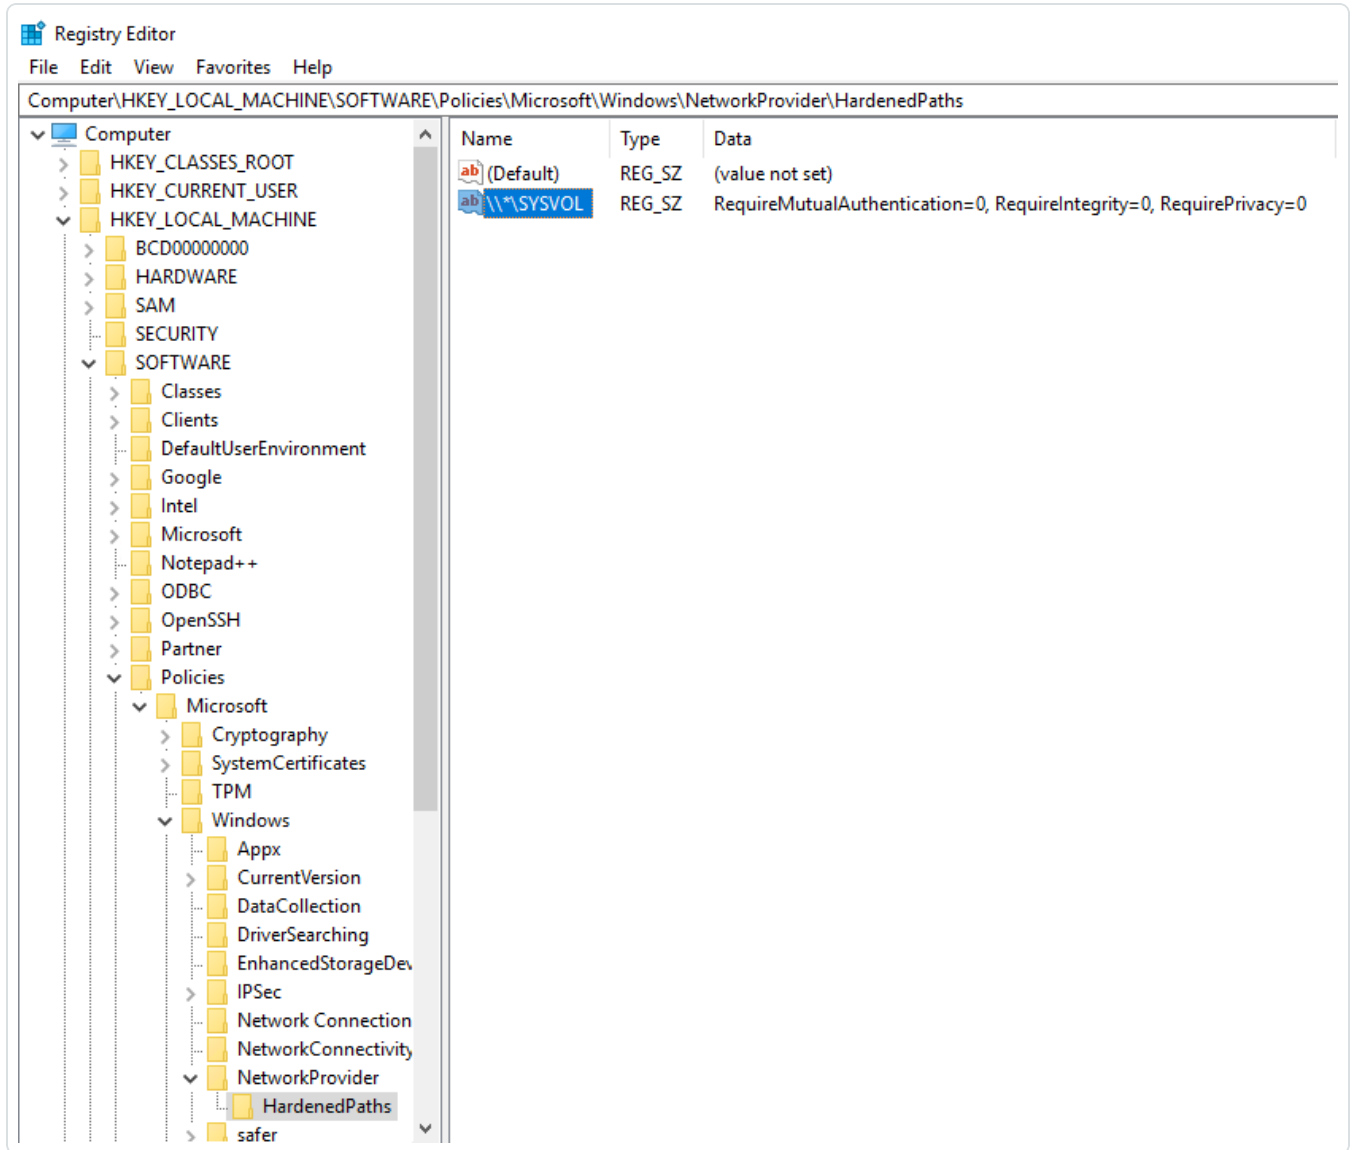 Registry Editor
File Edit View Favorites Help
Computer\HKEY_LOCAL_MACHINE\SOFTWARE\Policies\Microsoft\Windows\NetworkProvider\HardenedPaths
Computer
HKEY_CLASSES_ROOT
HKEY_CURRENT_USER
HKEY_LOCAL_MACHINE
BCD00000000
HARDWARE
SAM
SECURITY
SOFTWARE
Classes
Clients
DefaultUserEnvironment
Google
Intel
Microsoft
Notepad++
ODBC
OpenSSH
Partner
Policies
Microsoft
Cryptography
SystemCertificates
TPM
Windows
Appx
CurrentVersion
DataCollection
DriverSearching
EnhancedStorageDev
IPSec
Network Connection
NetworkConnectivity
NetworkProvider
HardenedPaths
safer
Name Type Data
ab (Default) REG_SZ (value not set)
ab \\*\SYSVOL REG_SZ RequireMutualAuthentication=0, RequireIntegrity=0, RequirePrivacy=0